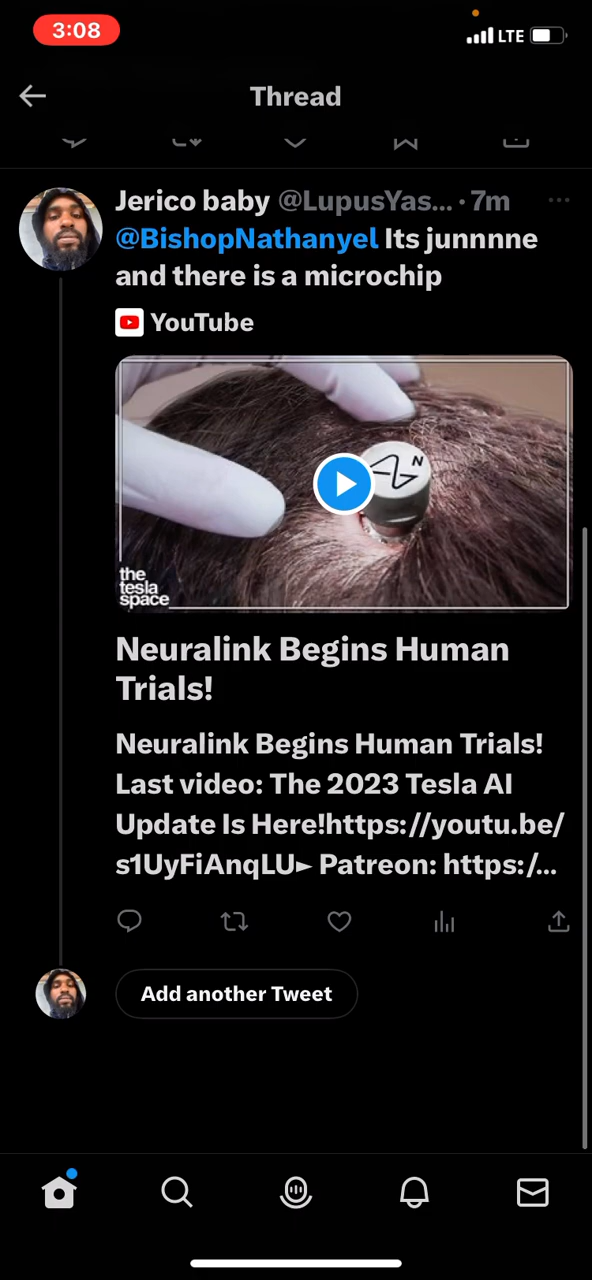 3:08
LTE
Thread
Jerico baby @LupusYas... · 7m
@BishopNathanyel Its junnnne
and there is a microchip
YouTube
N
the
tesla
space
Neuralink Begins Human
Trials!
Neuralink Begins Human Trials!
Last video: The 2023 Tesla AI
Update Is Here!https://youtu.be/
s1UyFiAnqLU► Patreon: https:/...
Add another Tweet